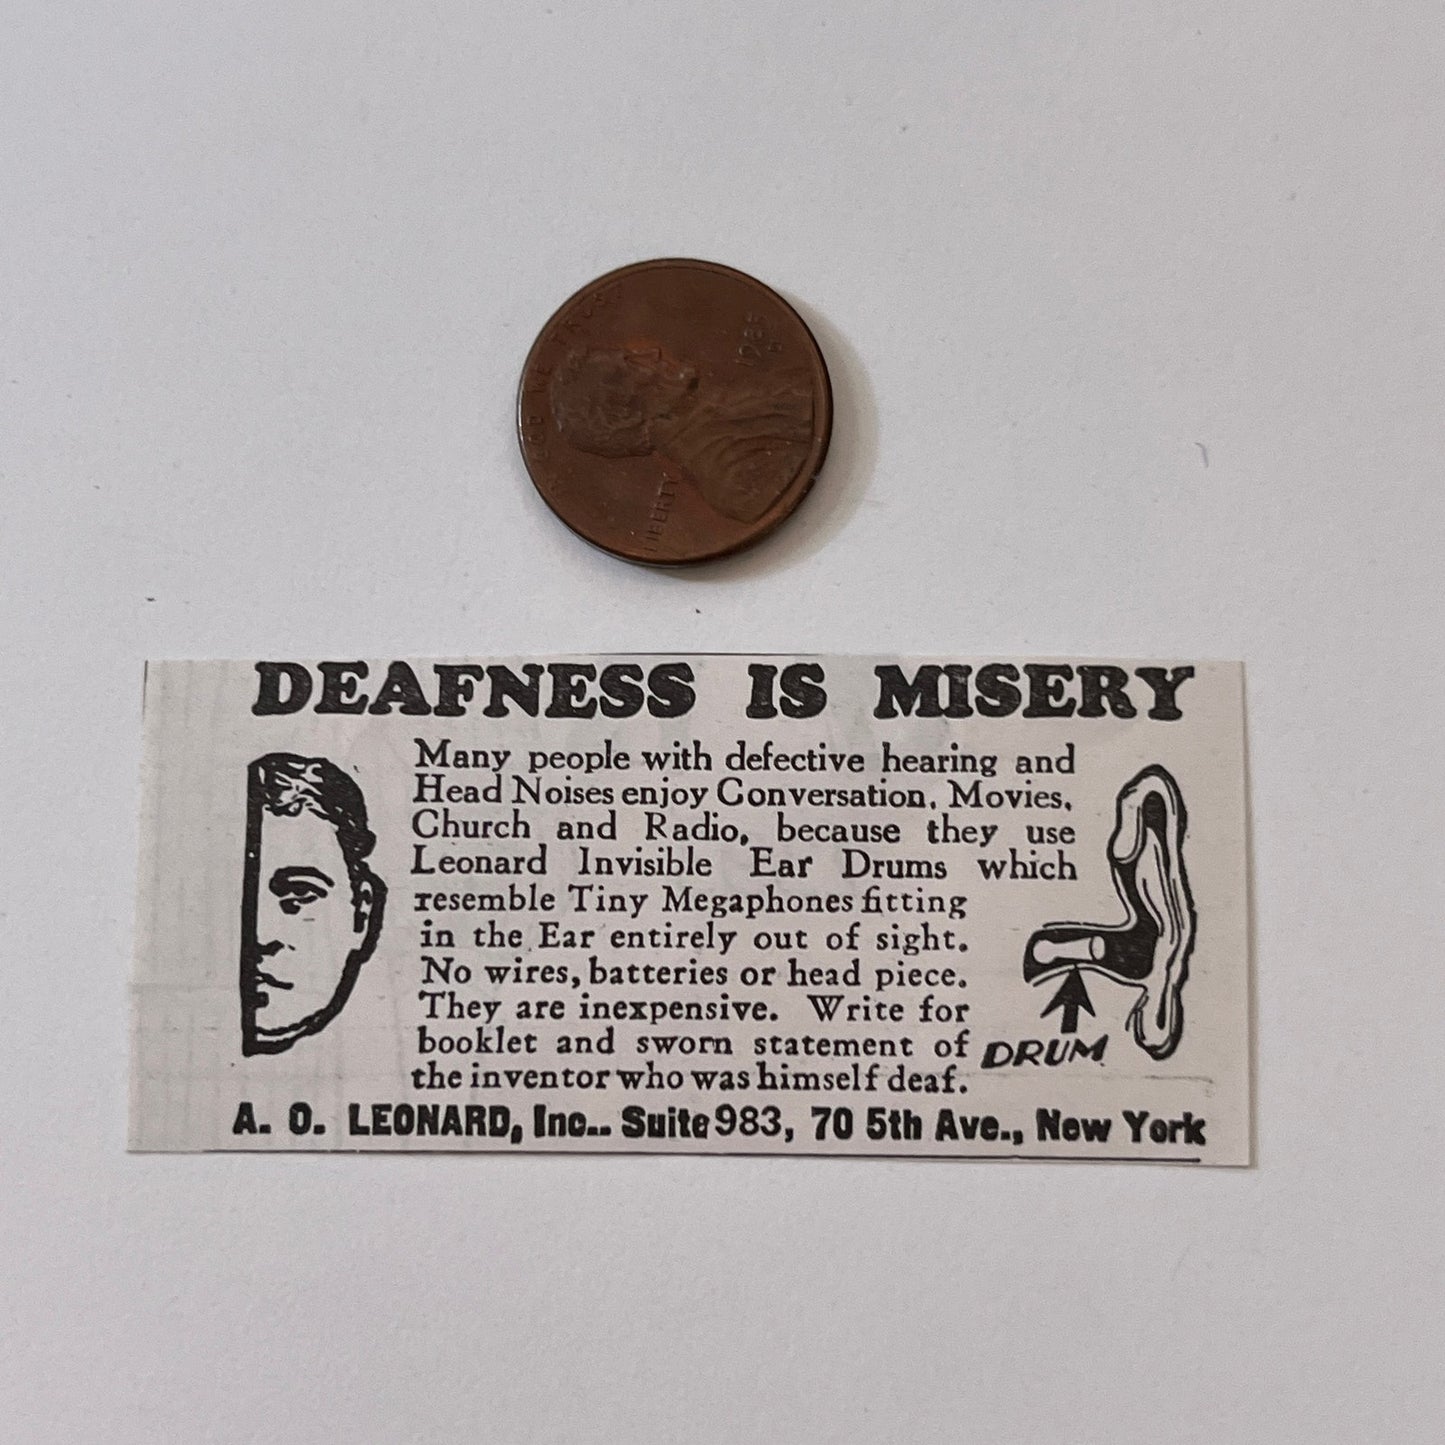 IN GOD WE TRUST
LIBERTY
DEAFNESS IS MISERY
Many people with defective hearing and
Head Noises enjoy Conversation, Movies,
Church and Radio, because they use
Leonard Invisible Ear Drums which
resemble Tiny Megaphones fitting
in the Ear entirely out of sight.
No wires, batteries or head piece.
They are inexpensive. Write for
booklet and sworn statement of
the inventor who was himself deaf.
DRUM
A. O. LEONARD, Inc.. Suite 983, 70 5th Ave., New York